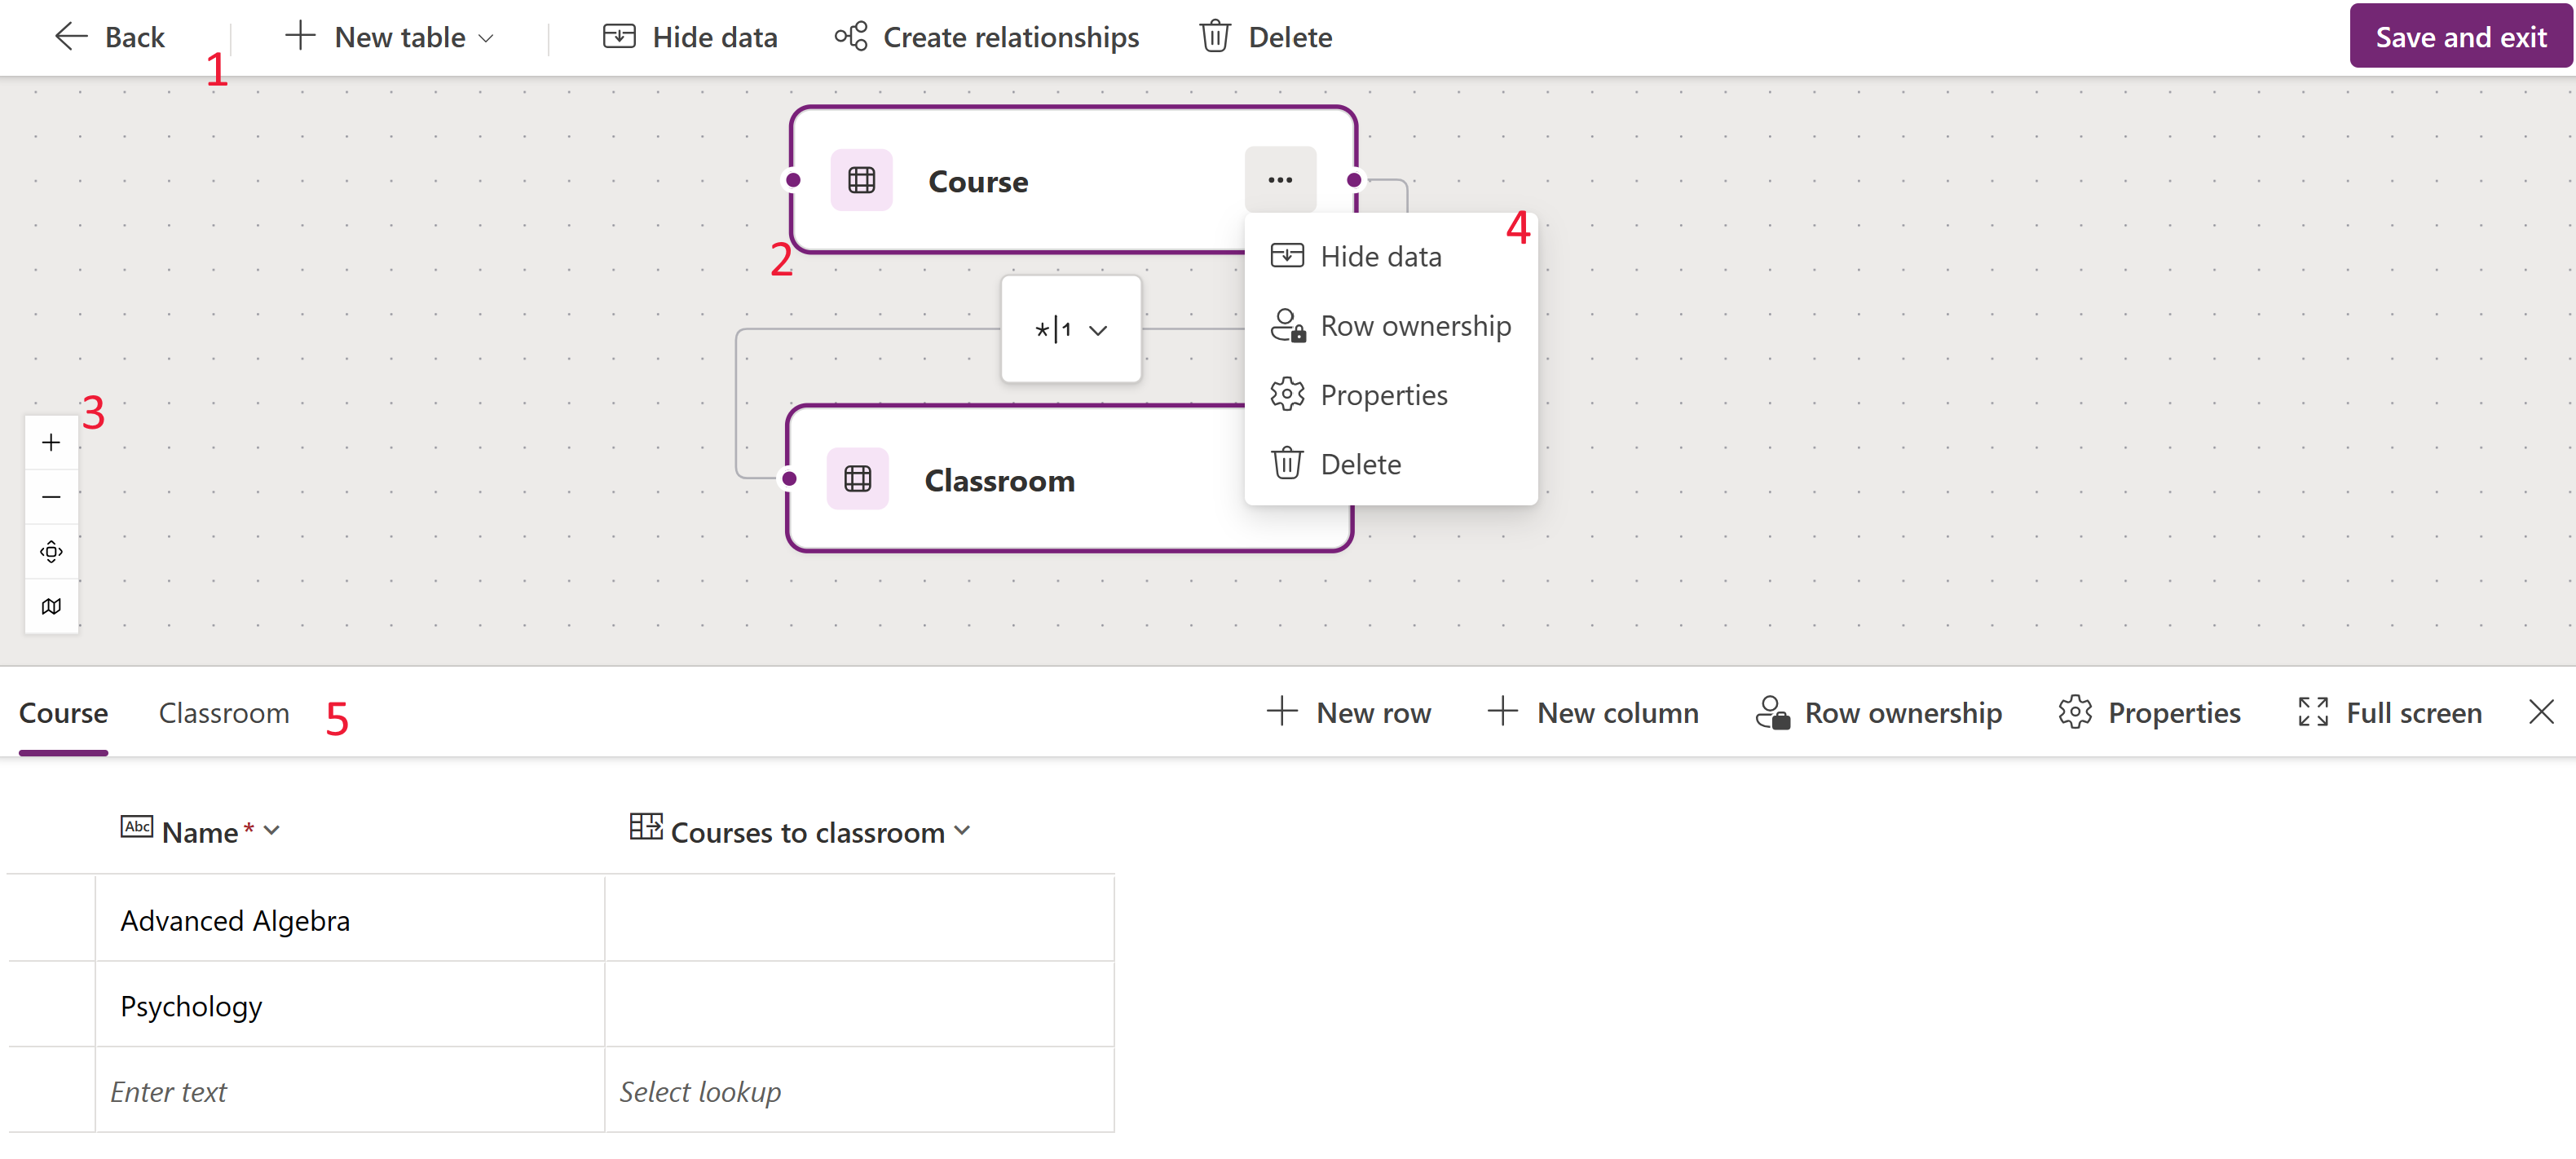 Back New table Hide data Create relationships Delete Save and exit
1
Course ...
4
Hide data
2
*|1
Row ownership
Properties
3
Delete
Classroom
Course Classroom 5 New row New column Row ownership Properties Full screen
Abc Name * Courses to classroom
Advanced Algebra
Psychology
Enter text Select lookup